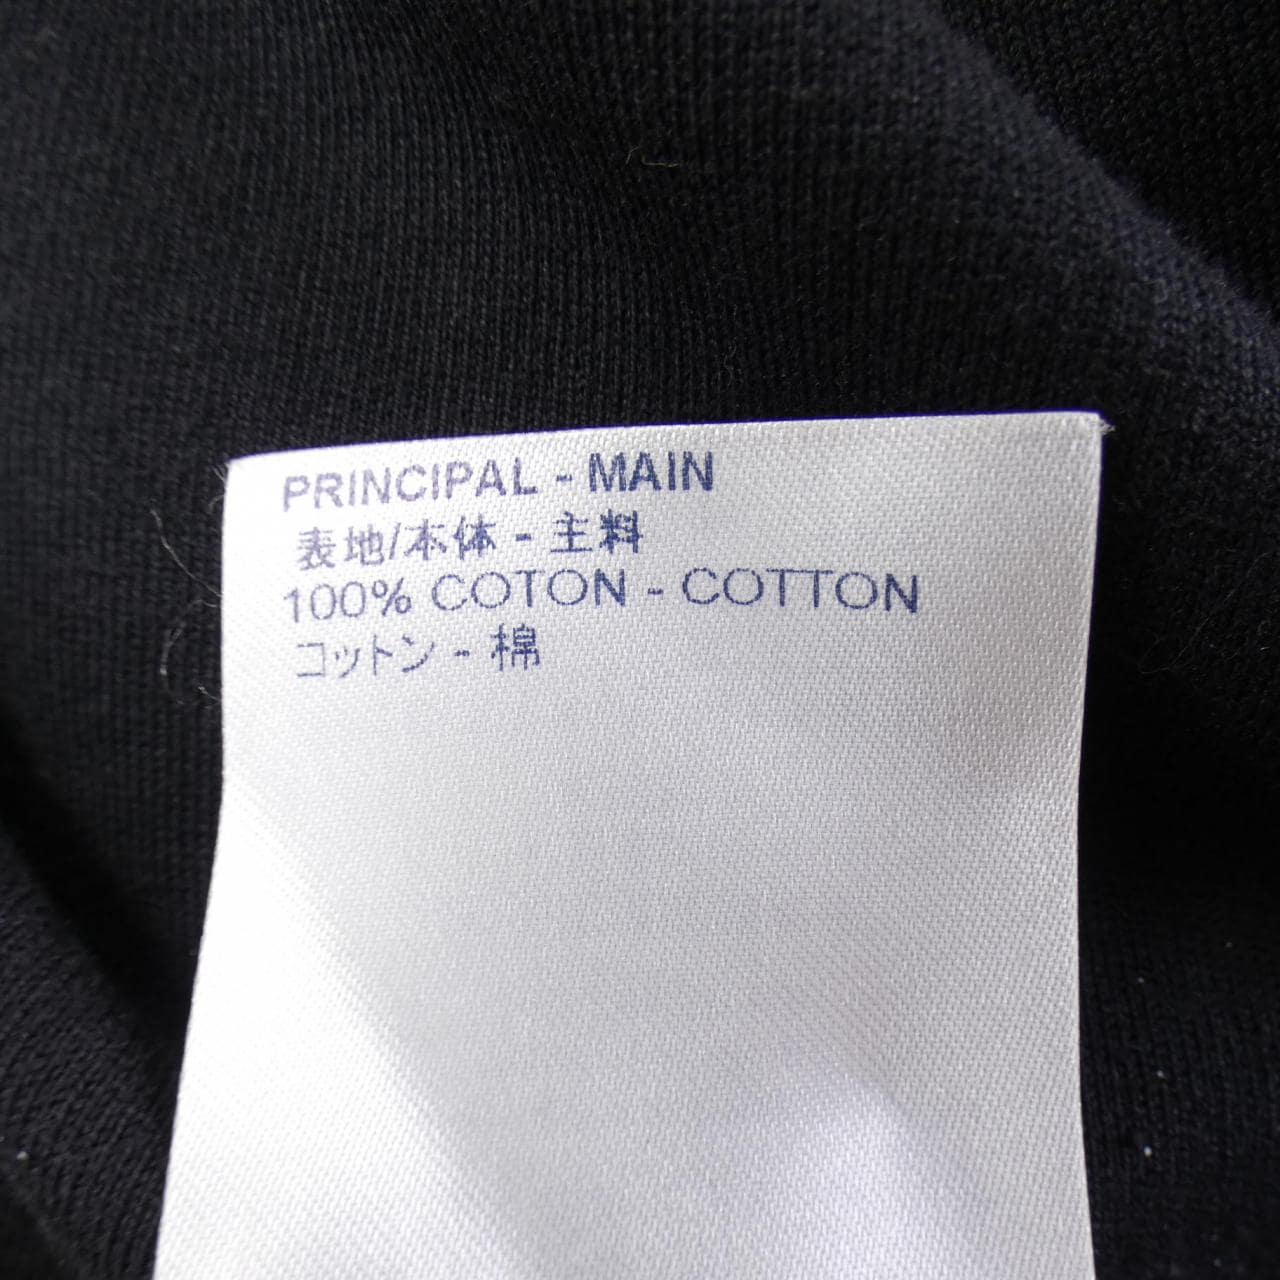 PRINCIPAL - MAIN
表地/本体 - 主料
100% COTON - COTTON
コットン - 棉